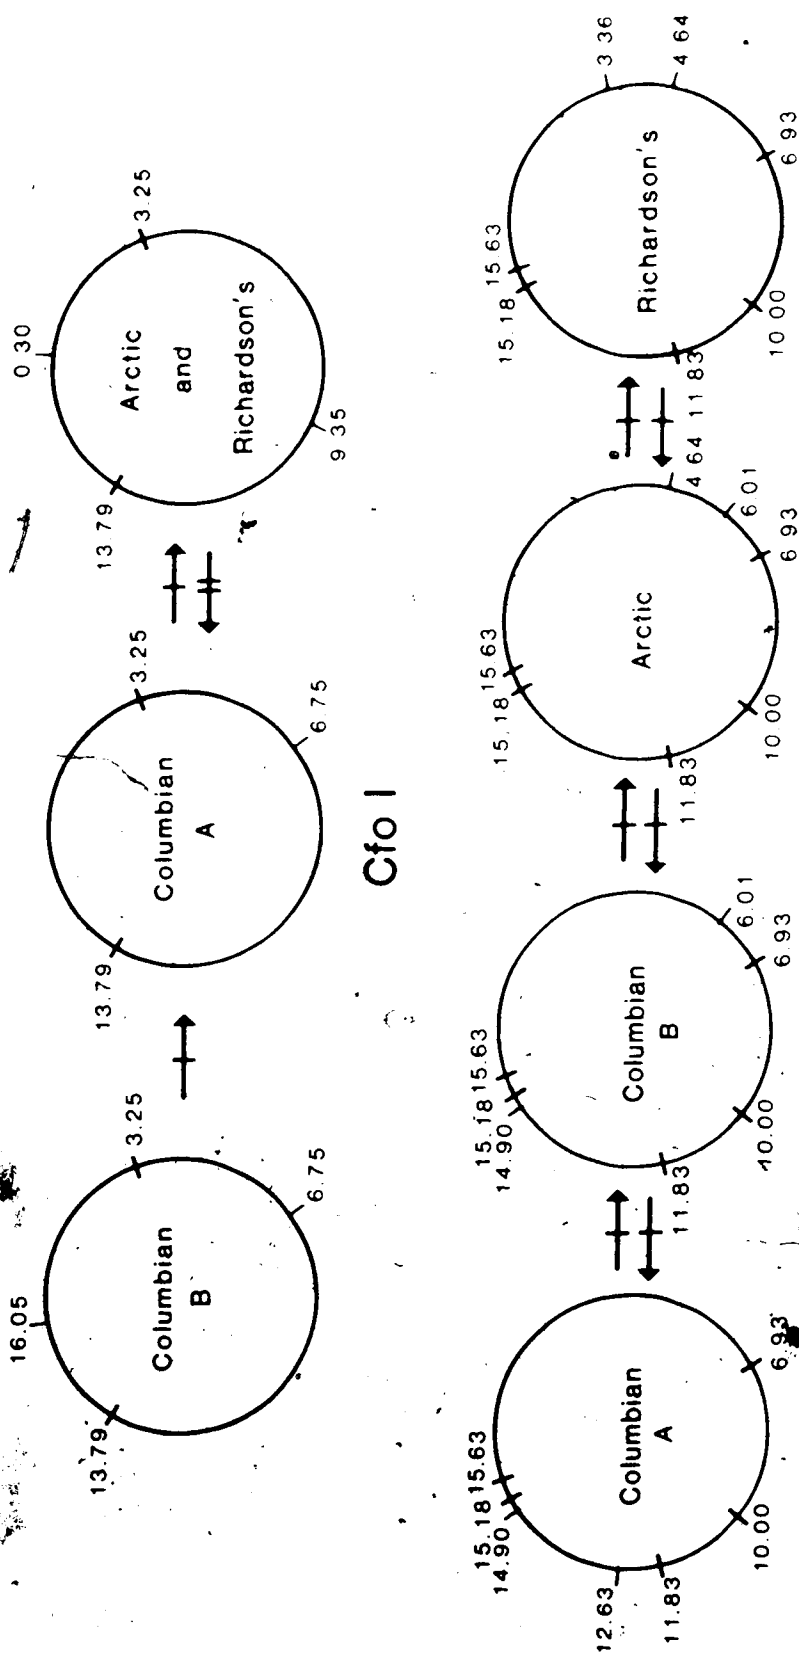 16.05
13.79
3.25
6.75
Columbian
B
13.79
3.25
6.75
Columbian
A
0 30
13.79
3.25
9 35
Arctic
and
Richardson's
Cfo I
15.63
15.18
14.90
12.63
11.83
10.00
6.93
Columbian
A
15.63
15.18
14.90
11.83
10.00
6.01
6.93
Columbian
B
15.63
15.18
11.83
10.00
4 64
6.01
6 93
Arctic
15.63
15.18
11 83
10 00
3 36
4 64
6 93
Richardson's